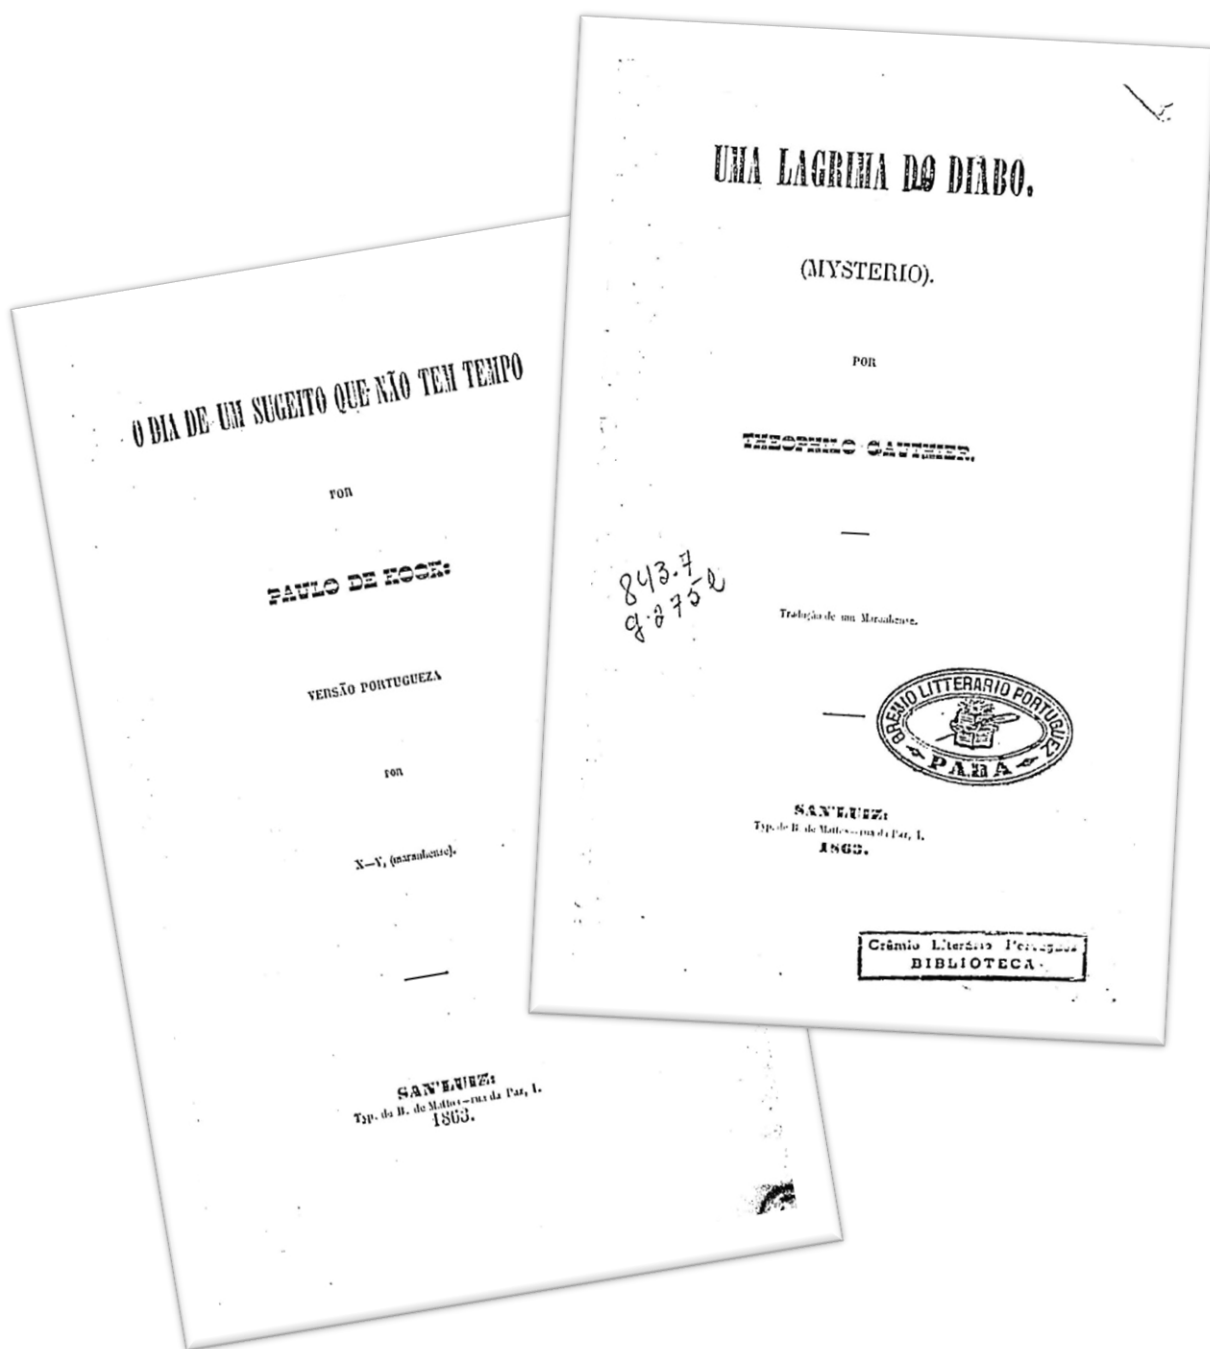 O DIA DE UM SUGEITO QUE NÃO TEM TEMPO
POR
PAULO DE KOCK:
VERSÃO PORTUGUEZA
POR
X—Y, (maranhense).
SAN'LUIZ:
Typ. de B. de Mattos—rua da Paz, 1.
1863.
UMA LAGRIMA DO DIABO.
(MYSTERIO).
POR
THEOPHILO GAUTHIER.
843.7
Tradução de um Maranhense.
GREMIO LITTERARIO PORTUGUEZ
PARÁ
SAN'LUIZ:
Typ. de B. de Mattos—rua da Paz, 1.
1863.
Grêmio Literário Português
BIBLIOTECA